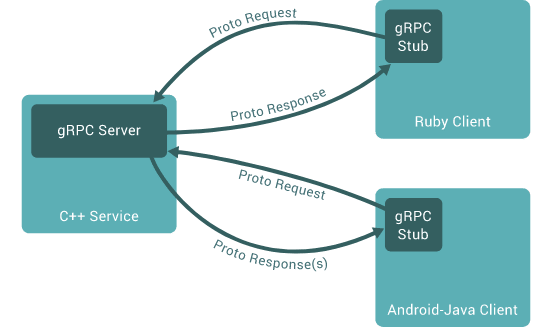 Proto Request
gRPC
Stub
Proto Response
Ruby Client
gRPC Server
C++ Service
Proto Request
gRPC
Stub
Proto Response(s)
Android-Java Client